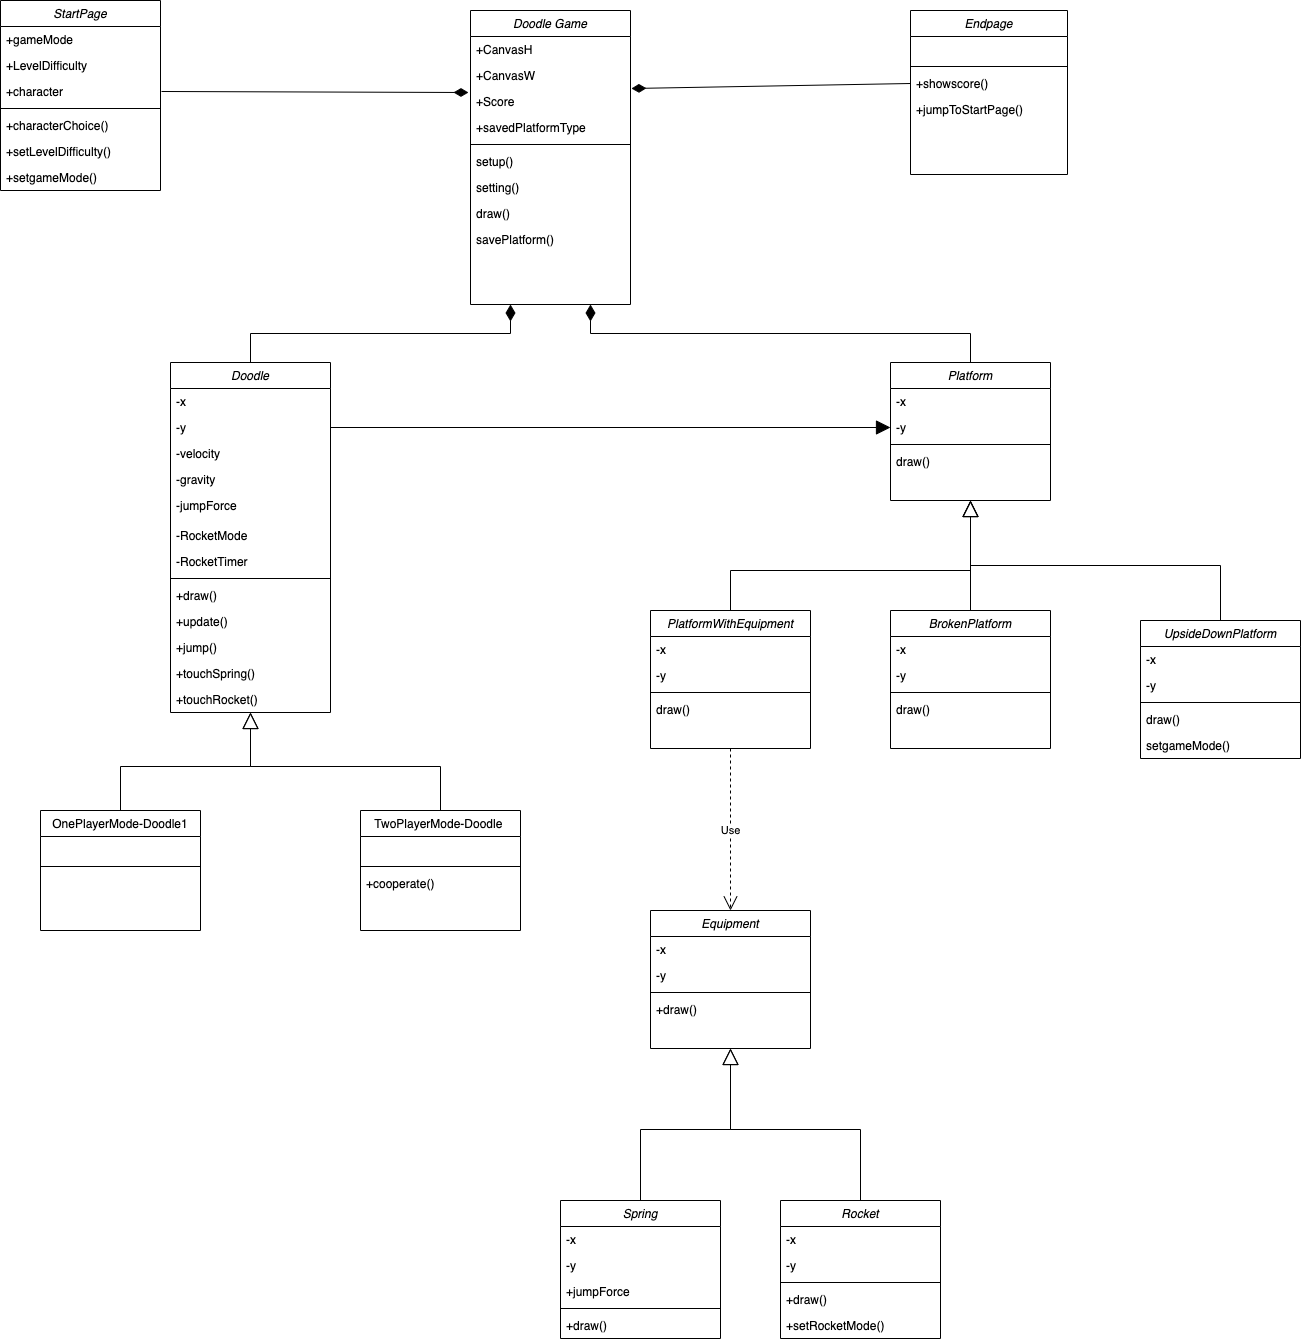 StartPage
+gameMode
+LevelDifficulty
+character
+characterChoice()
+setLevelDifficulty()
+setgameMode()
Doodle Game
+CanvasH
+CanvasW
+Score
+savedPlatformType
setup()
setting()
draw()
savePlatform()
Endpage
+showscore()
+jumpToStartPage()
Doodle
-x
-y
-velocity
-gravity
-jumpForce
-RocketMode
-RocketTimer
+draw()
+update()
+jump()
+touchSpring()
+touchRocket()
Platform
-x
-y
draw()
PlatformWithEquipment
-x
-y
draw()
BrokenPlatform
-x
-y
draw()
UpsideDownPlatform
-x
-y
draw()
setgameMode()
OnePlayerMode-Doodle1
TwoPlayerMode-Doodle
+cooperate()
Use
Equipment
-x
-y
+draw()
Spring
-x
-y
+jumpForce
+draw()
Rocket
-x
-y
+draw()
+setRocketMode()